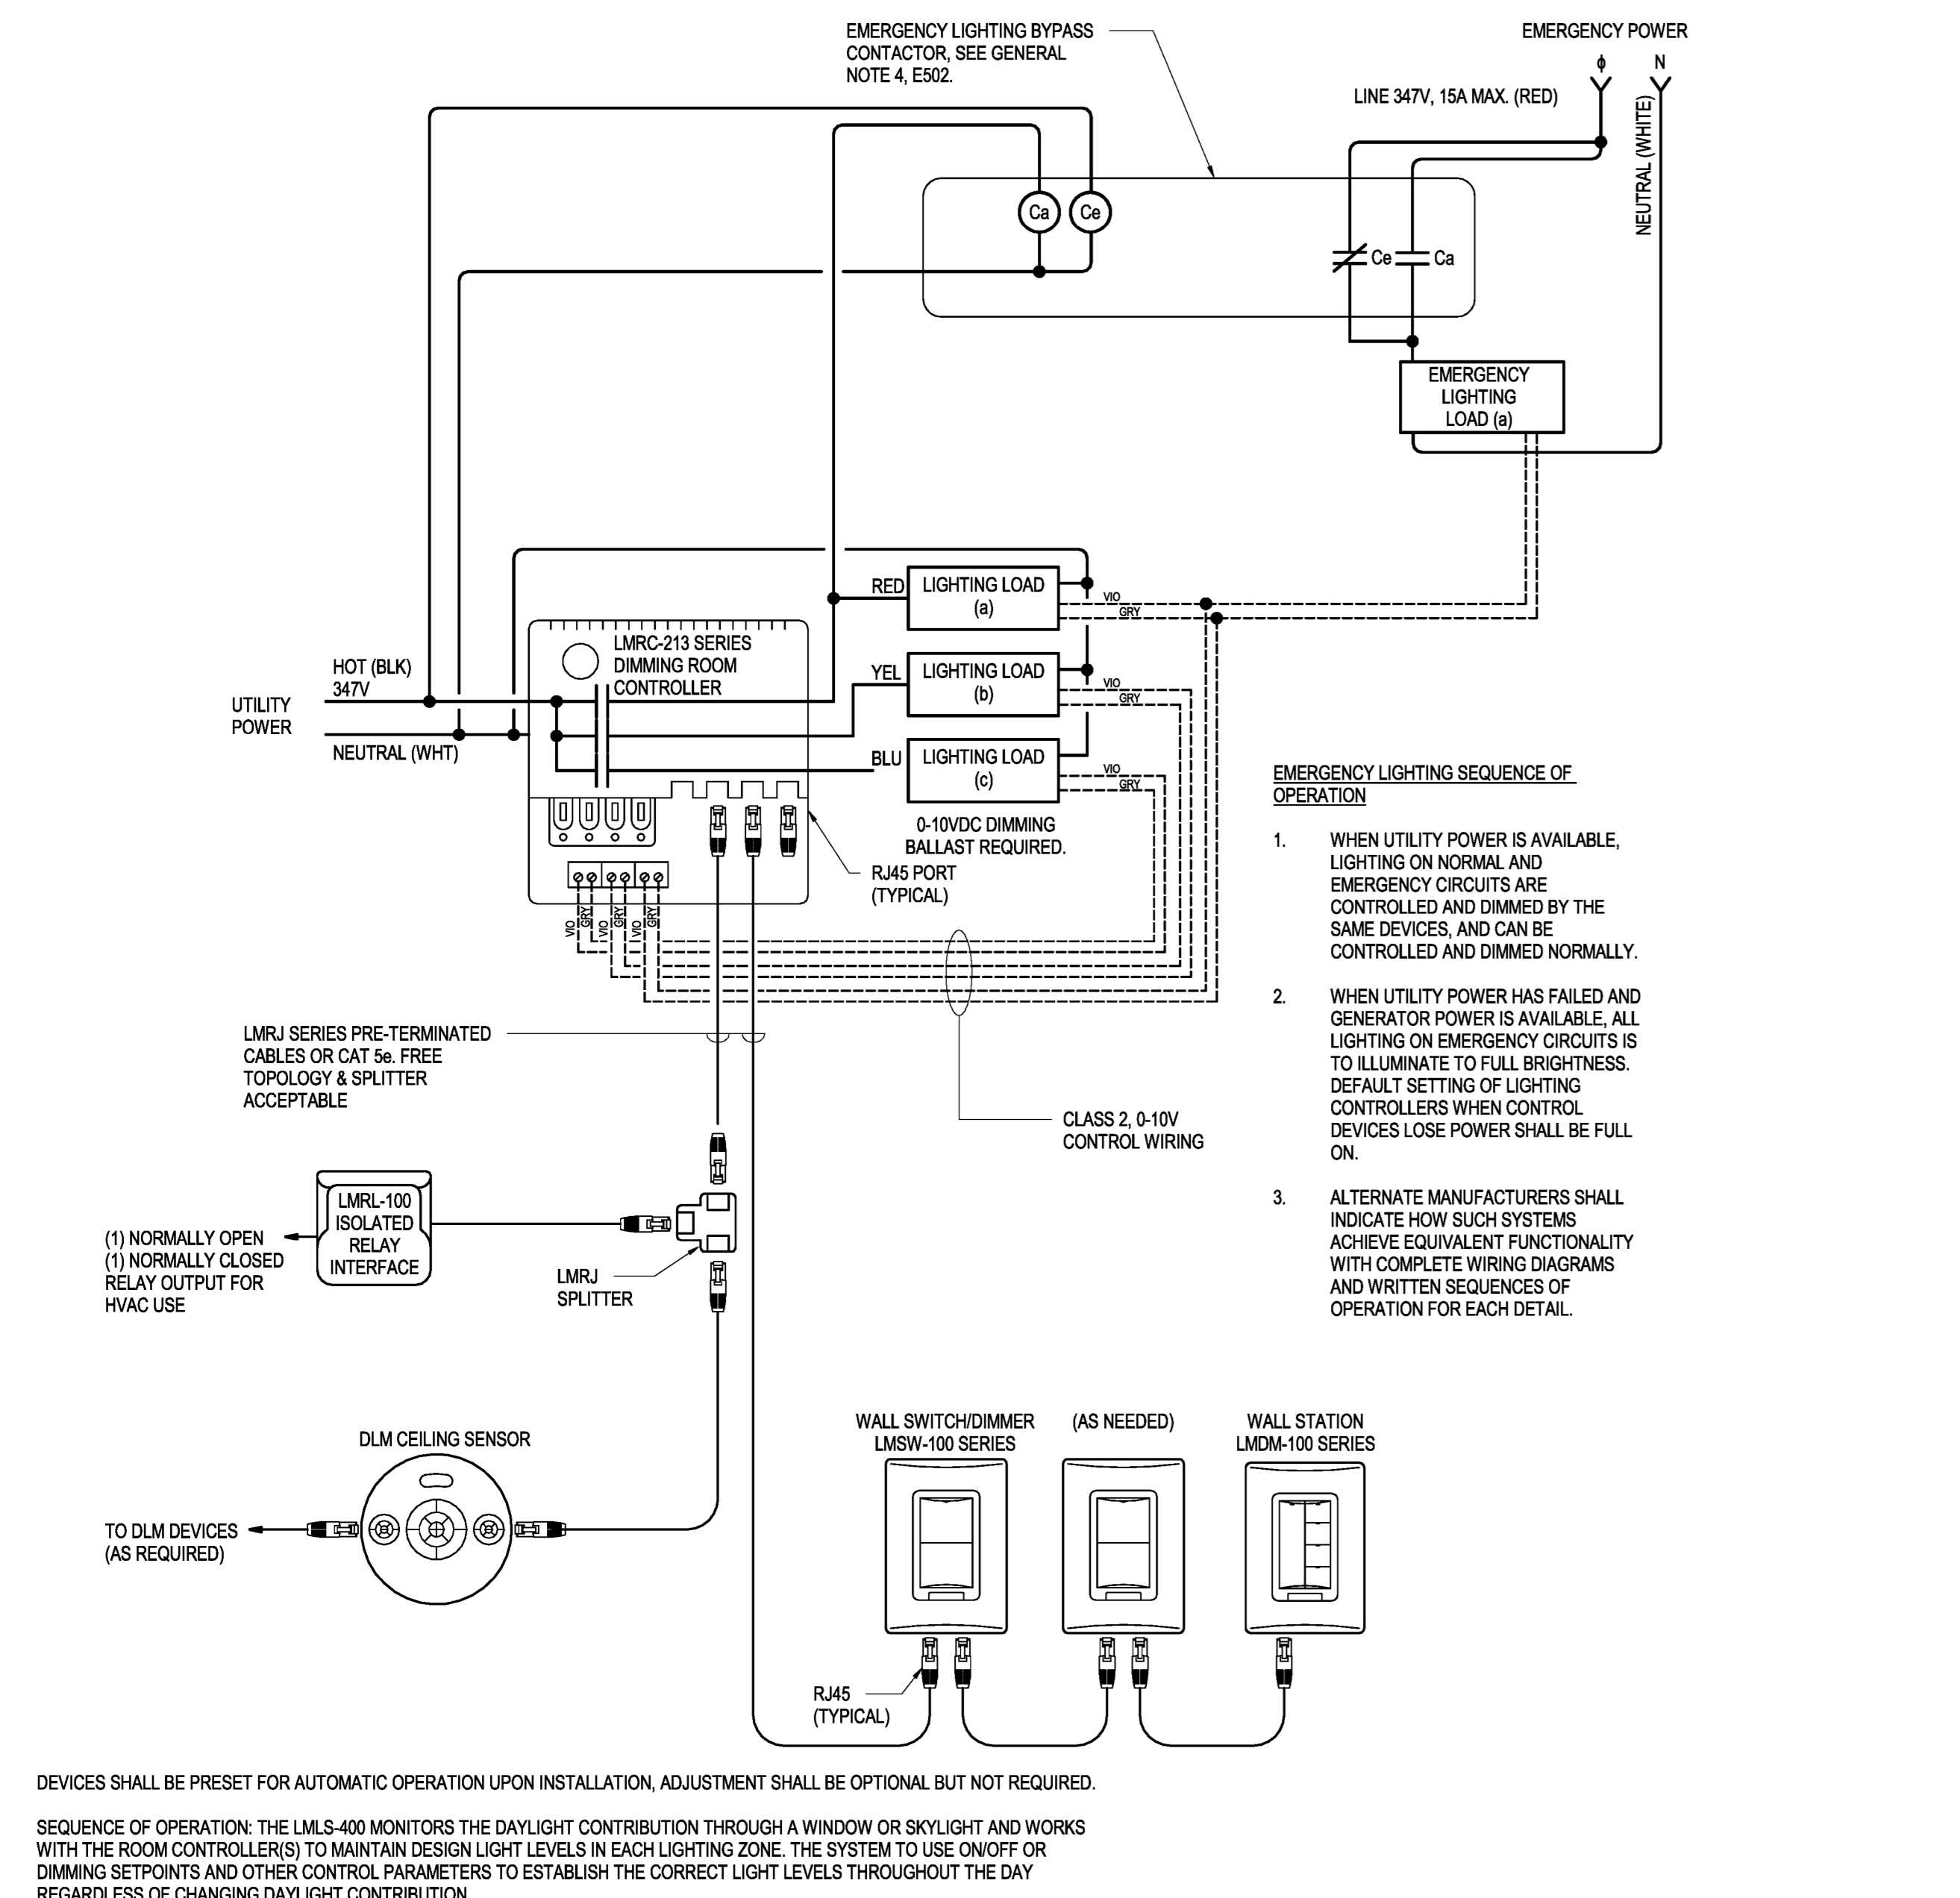 EMERGENCY LIGHTING BYPASS
CONTACTOR, SEE GENERAL
NOTE 4, E502.
EMERGENCY POWER
ϕ N
LINE 347V, 15A MAX. (RED)
NEUTRAL (WHITE)
Ca Ce
Ce Ca
EMERGENCY
LIGHTING
LOAD (a)
RED
LIGHTING LOAD
(a)
VIO
GRY
LMRC-213 SERIES
DIMMING ROOM
CONTROLLER
HOT (BLK)
347V
UTILITY
POWER
NEUTRAL (WHT)
YEL
LIGHTING LOAD
(b)
VIO
GRY
BLU
LIGHTING LOAD
(c)
VIO
GRY
0-10VDC DIMMING
BALLAST REQUIRED.
RJ45 PORT
(TYPICAL)
VIO
GRY
VIO
GRY
VIO
GRY
EMERGENCY LIGHTING SEQUENCE OF
OPERATION
1. WHEN UTILITY POWER IS AVAILABLE,
LIGHTING ON NORMAL AND
EMERGENCY CIRCUITS ARE
CONTROLLED AND DIMMED BY THE
SAME DEVICES, AND CAN BE
CONTROLLED AND DIMMED NORMALLY.
2. WHEN UTILITY POWER HAS FAILED AND
GENERATOR POWER IS AVAILABLE, ALL
LIGHTING ON EMERGENCY CIRCUITS IS
TO ILLUMINATE TO FULL BRIGHTNESS.
DEFAULT SETTING OF LIGHTING
CONTROLLERS WHEN CONTROL
DEVICES LOSE POWER SHALL BE FULL
ON.
3. ALTERNATE MANUFACTURERS SHALL
INDICATE HOW SUCH SYSTEMS
ACHIEVE EQUIVALENT FUNCTIONALITY
WITH COMPLETE WIRING DIAGRAMS
AND WRITTEN SEQUENCES OF
OPERATION FOR EACH DETAIL.
LMRJ SERIES PRE-TERMINATED
CABLES OR CAT 5e. FREE
TOPOLOGY & SPLITTER
ACCEPTABLE
CLASS 2, 0-10V
CONTROL WIRING
LMRL-100
ISOLATED
RELAY
INTERFACE
(1) NORMALLY OPEN
(1) NORMALLY CLOSED
RELAY OUTPUT FOR
HVAC USE
LMRJ
SPLITTER
DLM CEILING SENSOR
TO DLM DEVICES
(AS REQUIRED)
WALL SWITCH/DIMMER
LMSW-100 SERIES
(AS NEEDED)
WALL STATION
LMDM-100 SERIES
RJ45
(TYPICAL)
DEVICES SHALL BE PRESET FOR AUTOMATIC OPERATION UPON INSTALLATION, ADJUSTMENT SHALL BE OPTIONAL BUT NOT REQUIRED.
SEQUENCE OF OPERATION: THE LMLS-400 MONITORS THE DAYLIGHT CONTRIBUTION THROUGH A WINDOW OR SKYLIGHT AND WORKS
WITH THE ROOM CONTROLLER(S) TO MAINTAIN DESIGN LIGHT LEVELS IN EACH LIGHTING ZONE. THE SYSTEM TO USE ON/OFF OR
DIMMING SETPOINTS AND OTHER CONTROL PARAMETERS TO ESTABLISH THE CORRECT LIGHT LEVELS THROUGHOUT THE DAY
REGARDLESS OF CHANGING DAYLIGHT CONTRIBUTION